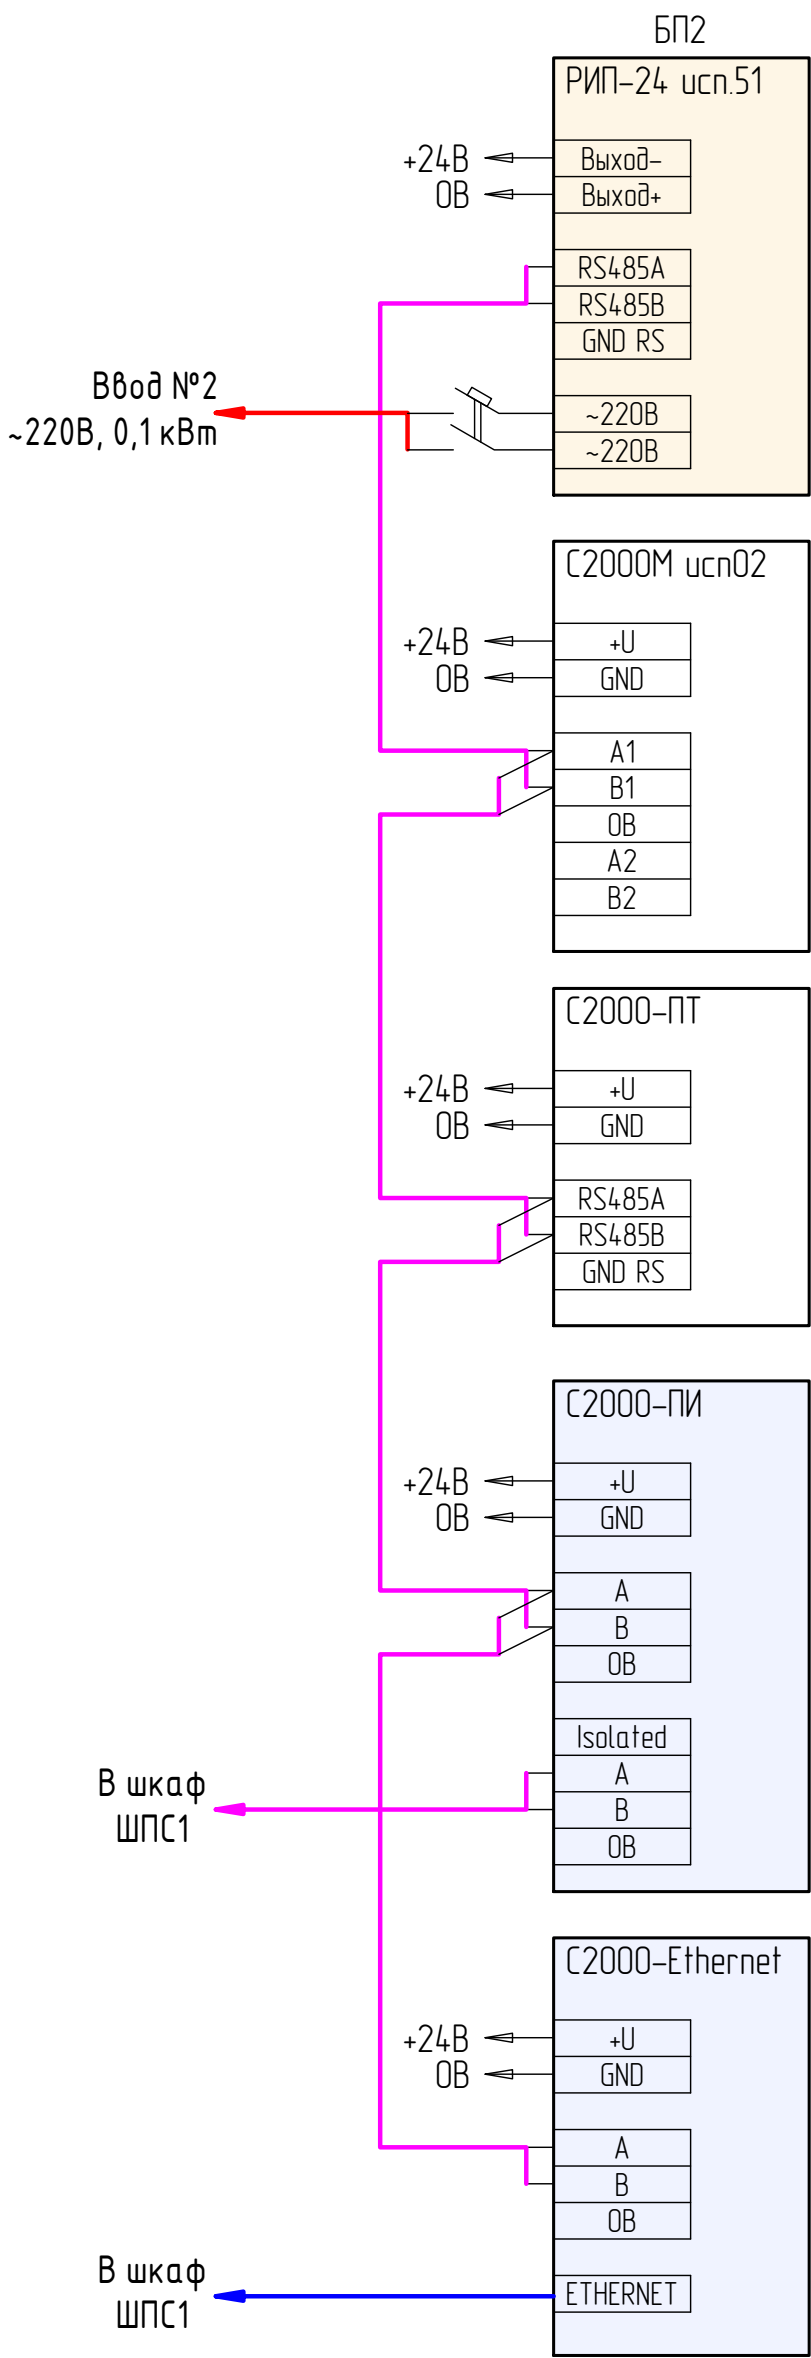 БП2
РИП-24 исп.51
+24В
Выход-
0В
Выход+
RS485A
RS485B
GND RS
Ввод №2
~220В, 0,1 кВт
~220В
~220В
С2000М исп02
+24В
+U
0В
GND
A1
B1
0В
A2
B2
С2000-ПТ
+24В
+U
0В
GND
RS485A
RS485B
GND RS
С2000-ПИ
+24В
+U
0В
GND
A
B
0В
Isolated
A
B
0В
В шкаф
ШПС1
С2000-Ethernet
+24В
+U
0В
GND
A
B
0В
В шкаф
ШПС1
ETHERNET